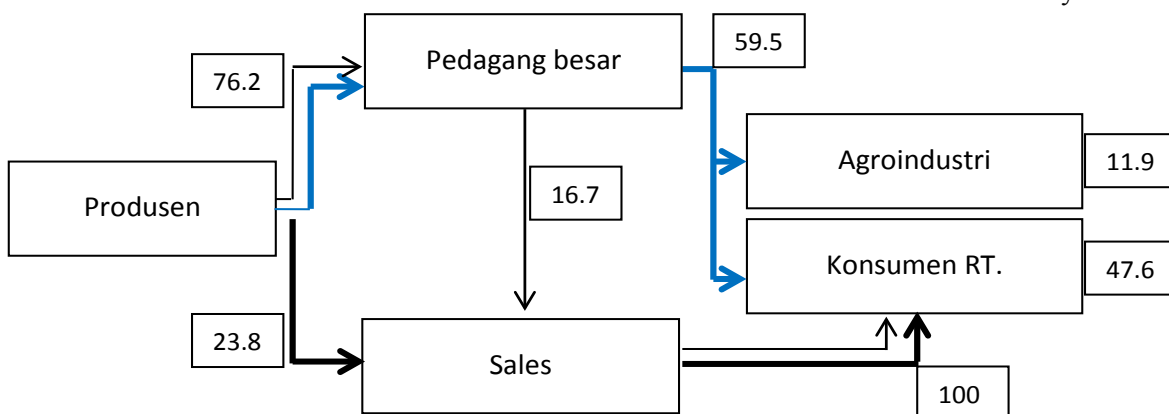 y
59.5
Pedagang besar
76.2
Agroindustri
11.9
16.7
Produsen
Konsumen RT.
47.6
23.8
Sales
100